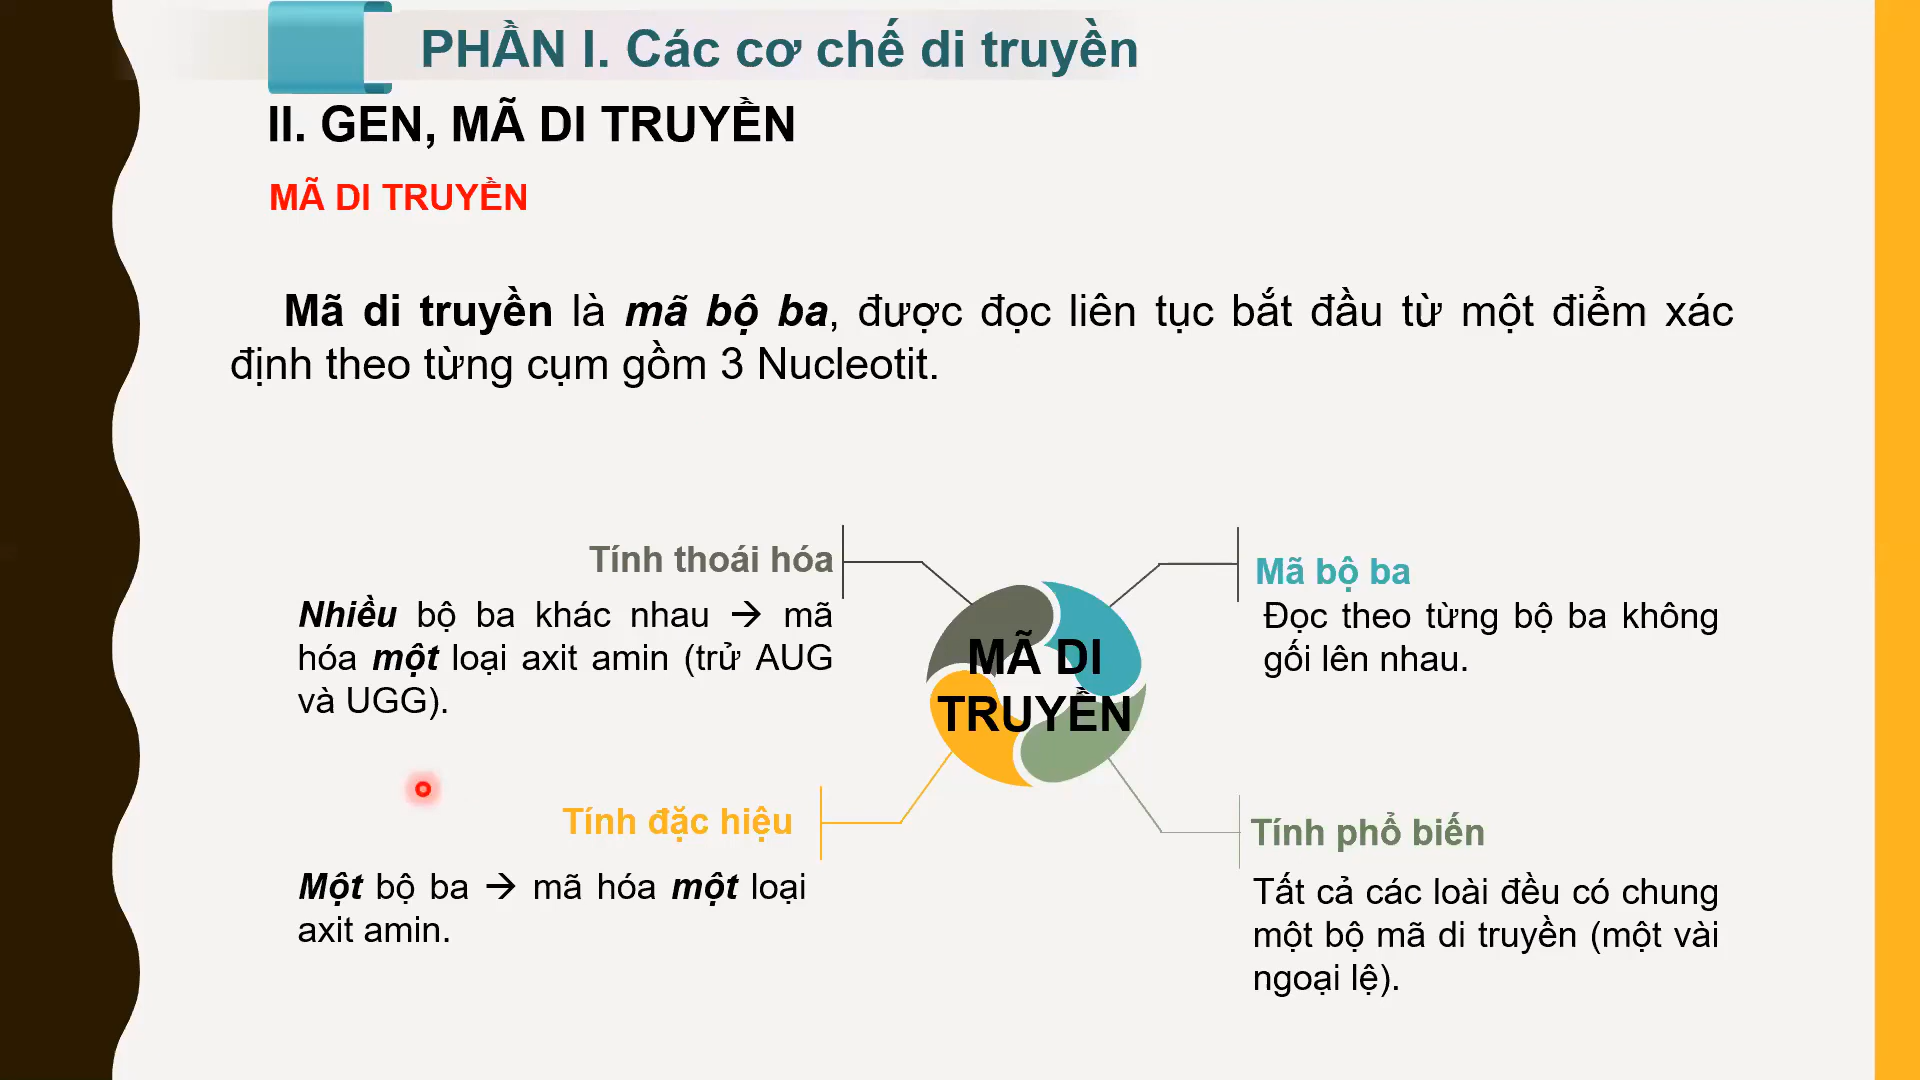 PHẦN I. Các cơ chế di truyền
II. GEN, MÃ DI TRUYỀN
MÃ DI TRUYỀN
Mã di truyền là mã bộ ba, được đọc liên tục bắt đầu từ một điểm xác
định theo từng cụm gồm 3 Nucleotit.
Tính thoái hóa
Nhiều bộ ba khác nhau → mã
hóa một loại axit amin (trử AUG
và UGG).
Mã bộ ba
Đọc theo từng bộ ba không
gối lên nhau.
MÃ DI
TRUYỀN
Tính đặc hiệu
Một bộ ba → mã hóa một loại
axit amin.
Tính phổ biến
Tất cả các loài đều có chung
một bộ mã di truyền (một vài
ngoại lệ).